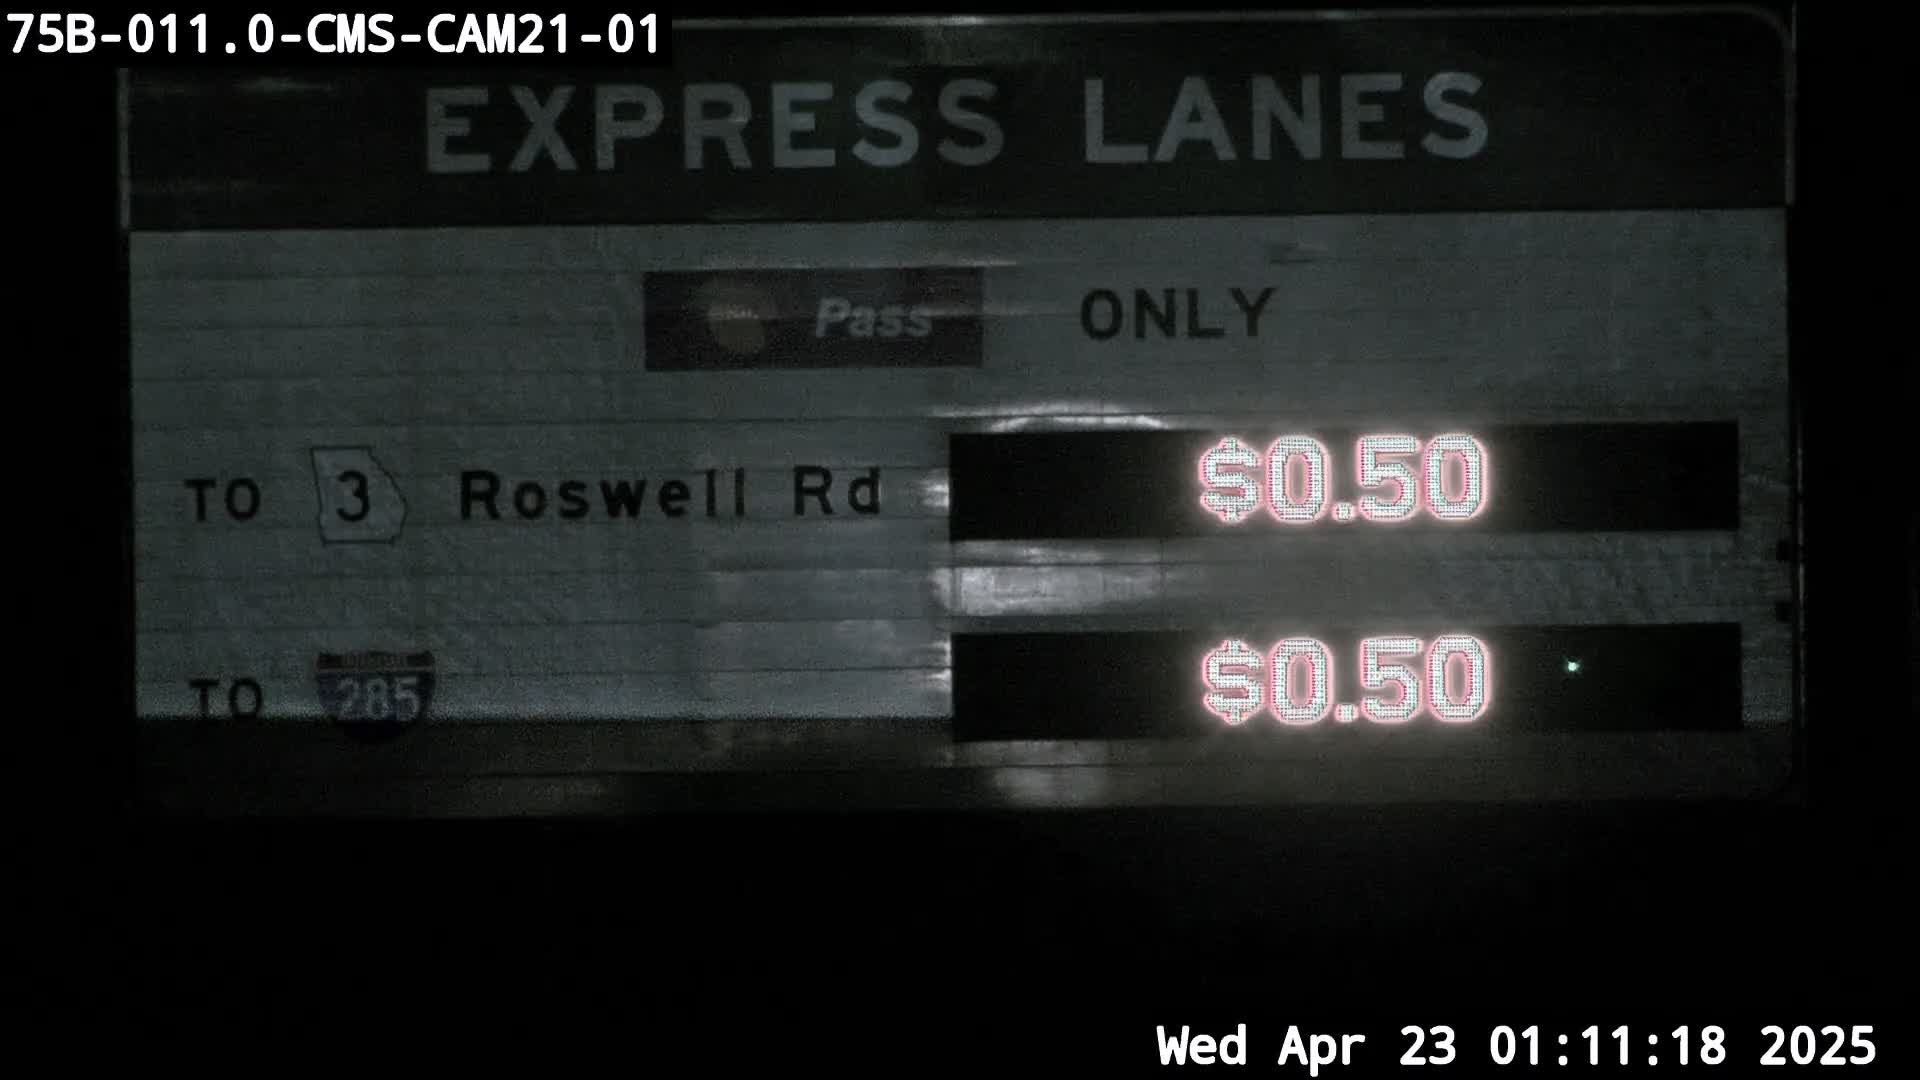 75B-011.0-CMS-CAM21-01
EXPRESS LANES
Pass ONLY
TO 3 Roswell Rd $0.50
TO 285 $0.50
Wed Apr 23 01:11:18 2025